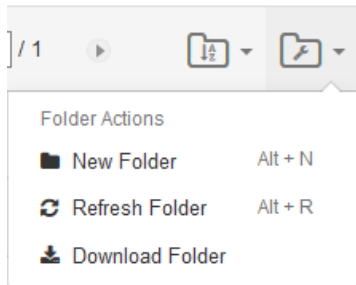 / 1
Folder Actions
New Folder Alt + N
Refresh Folder Alt + R
Download Folder